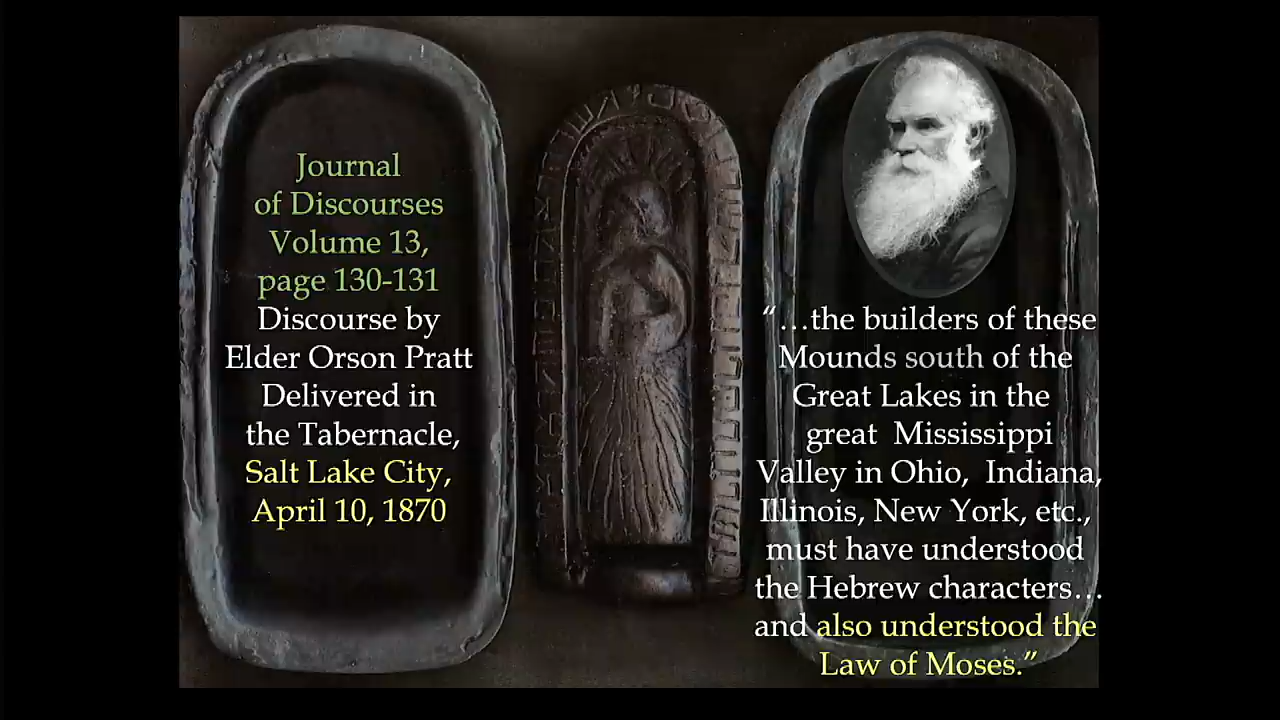 Journal
of Discourses
Volume 13,
page 130-131
Discourse by
Elder Orson Pratt
Delivered in
the Tabernacle,
Salt Lake City,
April 10, 1870
“…the builders of these
Mounds south of the
Great Lakes in the
great Mississippi
Valley in Ohio, Indiana,
Illinois, New York, etc.,
must have understood
the Hebrew characters…
and also understood the
Law of Moses.”